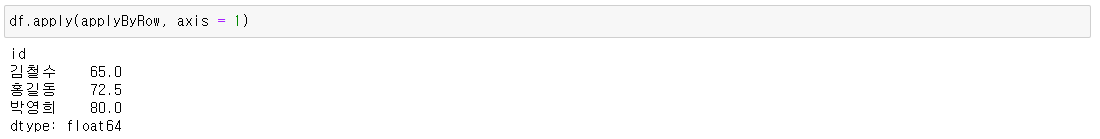 df.apply(applyByRow, axis = 1)
id
김철수    65.0
홍길동    72.5
박영희    80.0
dtype: float64